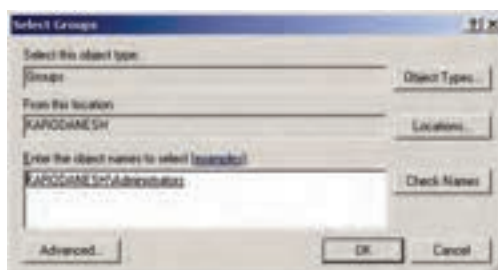 Select Groups
Select this object type:
Groups
Object Types...
From this location:
KARODANESH
Locations...
Enter the object names to select (examples):
KARODANESH\Administrators
Check Names
Advanced...
OK
Cancel